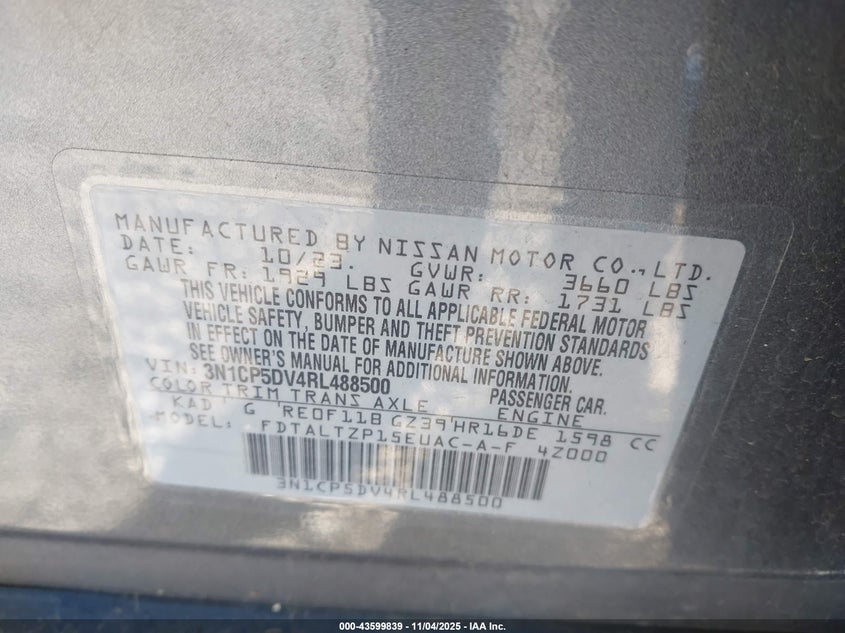 MANUFACTURED BY NISSAN MOTOR CO.,LTD.
DATE: 10/23. GVWR: 3660 LBS
GAWR FR: 1929 LBS GAWR RR: 1731 LBS
THIS VEHICLE CONFORMS TO ALL APPLICABLE FEDERAL MOTOR
VEHICLE SAFETY, BUMPER AND THEFT PREVENTION STANDARDS
IN EFFECT ON THE DATE OF MANUFACTURE SHOWN ABOVE.
SEE OWNER'S MANUAL FOR ADDITIONAL INFORMATION.
VIN: 3N1CP5DV4RL488500 PASSENGER CAR.
COLOR TRIM TRANS AXLE ENGINE
KAD G RE0F11B GZ39 HR16DE 1598 CC
MODEL: FDTALTZP15EUAC-A-F 4Z000
3N1CP5DV4RL488500
000-43599839 - 11/04/2025 - IAA Inc.